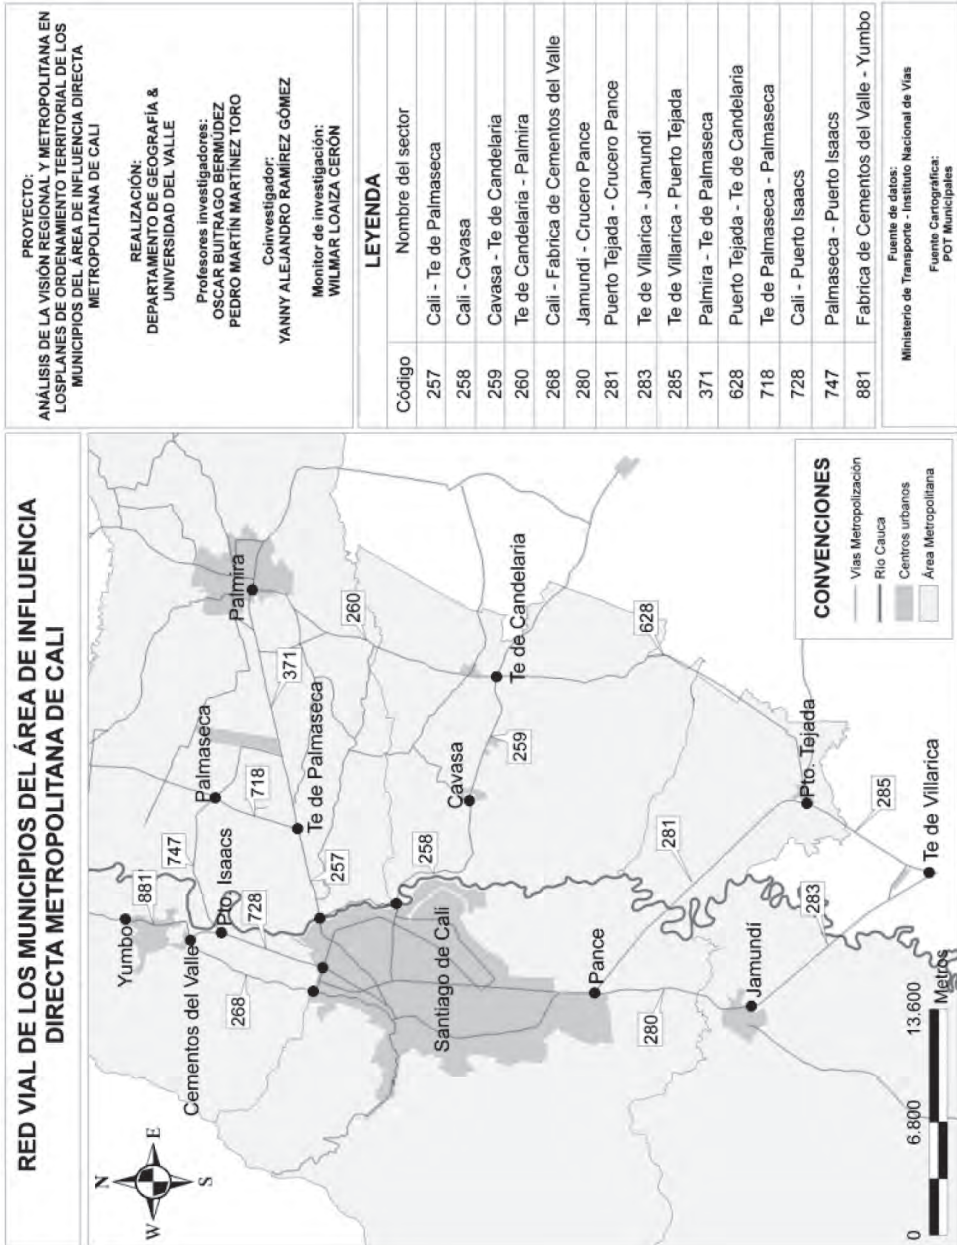 RED VIAL DE LOS MUNICIPIOS DEL ÁREA DE INFLUENCIA
DIRECTA METROPOLITANA DE CALI
N
W
E
S
Yumbo
881
Cementos del Valle
Pto. Isaacs
747
Palmaseca
728
268
718
371
Te de Palmaseca
257
Palmira
260
258
Cavasa
259
Te de Candelaria
Santiago de Cali
628
Pance
281
280
Jamundí
Pto. Tejada
283
285
Te de Villarica
0
6.800
13.600
Metros
CONVENCIONES
Vías Metropolización
Río Cauca
Centros urbanos
Área Metropolitana
PROYECTO:
ANÁLISIS DE LA VISIÓN REGIONAL Y METROPOLITANA EN
LOSPLANES DE ORDENAMIENTO TERRITORIAL DE LOS
MUNICIPIOS DEL ÁREA DE INFLUENCIA DIRECTA
METROPOLITANA DE CALI
REALIZACIÓN:
DEPARTAMENTO DE GEOGRAFÍA &
UNIVERSIDAD DEL VALLE
Profesores investigadores:
OSCAR BUITRAGO BERMÚDEZ
PEDRO MARTÍN MARTÍNEZ TORO
Coinvestigador:
YANNY ALEJANDRO RAMÍREZ GÓMEZ
Monitor de investigación:
WILMAR LOAIZA CERÓN
LEYENDA
Código Nombre del sector
257 Cali - Te de Palmaseca
258 Cali - Cavasa
259 Cavasa - Te de Candelaria
260 Te de Candelaria - Palmira
268 Cali - Fabrica de Cementos del Valle
280 Jamundí - Crucero Pance
281 Puerto Tejada - Crucero Pance
283 Te de Villarica - Jamundí
285 Te de Villarica - Puerto Tejada
371 Palmira - Te de Palmaseca
628 Puerto Tejada - Te de Candelaria
718 Te de Palmaseca - Palmaseca
728 Cali - Puerto Isaacs
747 Palmaseca - Puerto Isaacs
881 Fabrica de Cementos del Valle - Yumbo
Fuente de datos:
Ministerio de Transporte - Instituto Nacional de Vías
Fuente Cartográfica:
POT Municipales